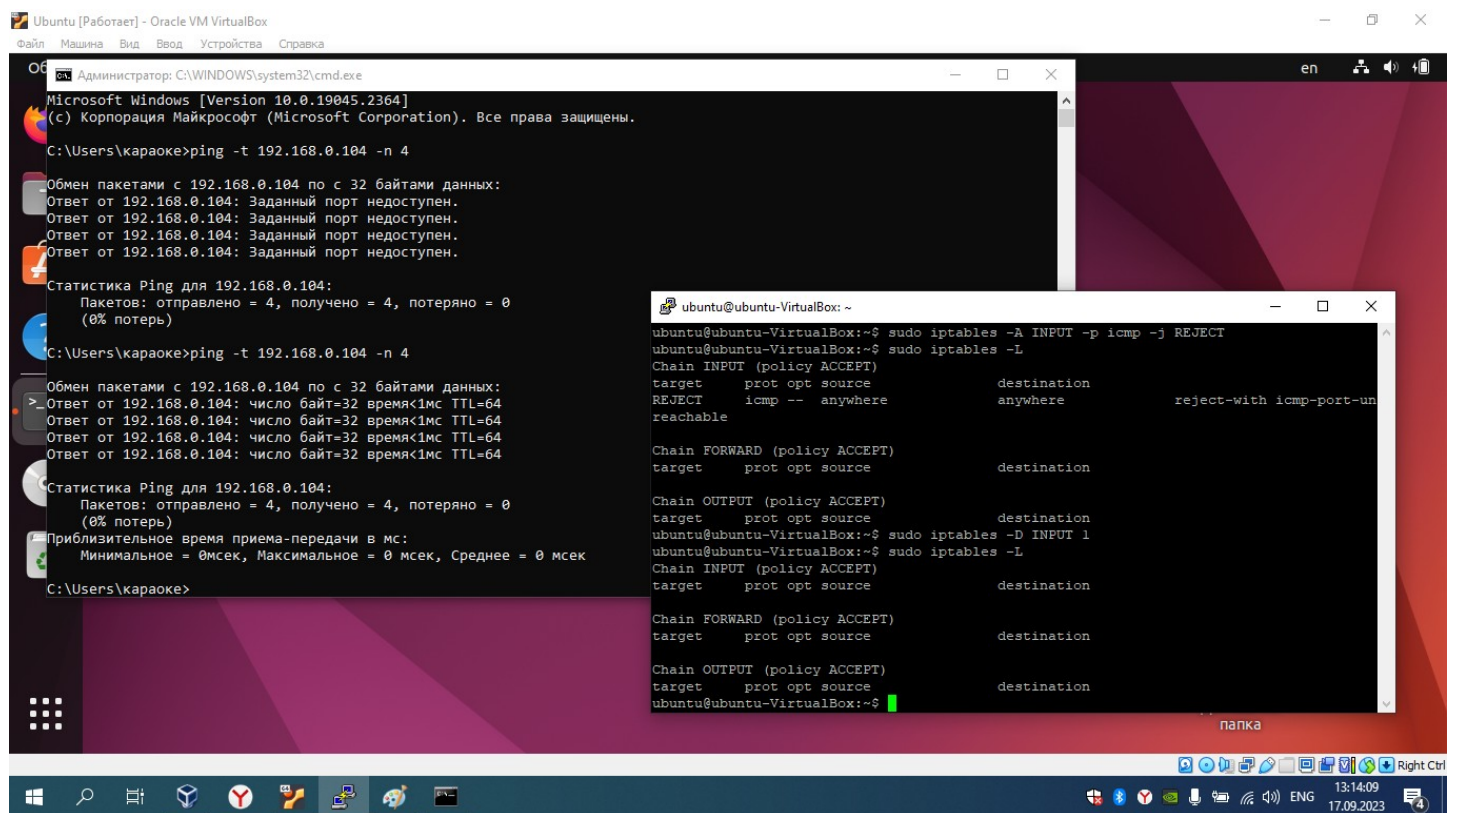 Ubuntu [Работает] - Oracle VM VirtualBox
Файл Машина Вид Ввод Устройства Справка
en
Администратор: C:\WINDOWS\system32\cmd.exe
Microsoft Windows [Version 10.0.19045.2364]
(c) Корпорация Майкрософт (Microsoft Corporation). Все права защищены.
C:\Users\караоке>ping -t 192.168.0.104 -n 4
Обмен пакетами с 192.168.0.104 по с 32 байтами данных:
Ответ от 192.168.0.104: Заданный порт недоступен.
Ответ от 192.168.0.104: Заданный порт недоступен.
Ответ от 192.168.0.104: Заданный порт недоступен.
Ответ от 192.168.0.104: Заданный порт недоступен.
Статистика Ping для 192.168.0.104:
Пакетов: отправлено = 4, получено = 4, потеряно = 0
(0% потерь)
C:\Users\караоке>ping -t 192.168.0.104 -n 4
Обмен пакетами с 192.168.0.104 по с 32 байтами данных:
Ответ от 192.168.0.104: число байт=32 время<1мс TTL=64
Ответ от 192.168.0.104: число байт=32 время<1мс TTL=64
Ответ от 192.168.0.104: число байт=32 время<1мс TTL=64
Ответ от 192.168.0.104: число байт=32 время<1мс TTL=64
Статистика Ping для 192.168.0.104:
Пакетов: отправлено = 4, получено = 4, потеряно = 0
(0% потерь)
Приблизительное время приема-передачи в мс:
Минимальное = 0мсек, Максимальное = 0 мсек, Среднее = 0 мсек
C:\Users\караоке>
ubuntu@ubuntu-VirtualBox: ~
ubuntu@ubuntu-VirtualBox:~$ sudo iptables -A INPUT -p icmp -j REJECT
ubuntu@ubuntu-VirtualBox:~$ sudo iptables -L
Chain INPUT (policy ACCEPT)
target prot opt source destination
REJECT icmp -- anywhere anywhere reject-with icmp-port-un
reachable
Chain FORWARD (policy ACCEPT)
target prot opt source destination
Chain OUTPUT (policy ACCEPT)
target prot opt source destination
ubuntu@ubuntu-VirtualBox:~$ sudo iptables -D INPUT 1
ubuntu@ubuntu-VirtualBox:~$ sudo iptables -L
Chain INPUT (policy ACCEPT)
target prot opt source destination
Chain FORWARD (policy ACCEPT)
target prot opt source destination
Chain OUTPUT (policy ACCEPT)
target prot opt source destination
ubuntu@ubuntu-VirtualBox:~$
папка
Right Ctrl
ENG
13:14:09
17.09.2023
4